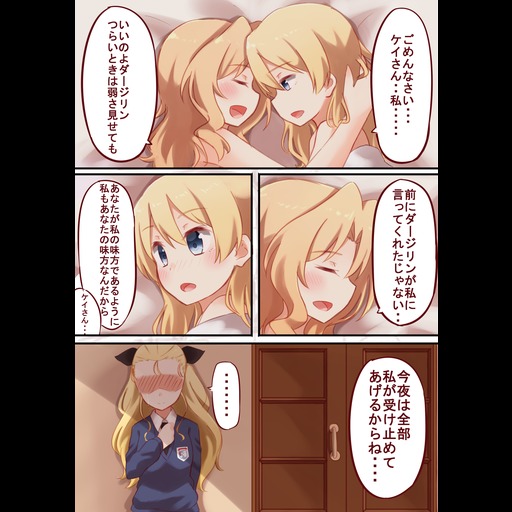 ごめんなさい・・・
ケイさん・・私・・・・・
いいのよダージリン
つらいときは弱さ見せても
前にダージリンが私に
言ってくれたじゃない・・
あなたが私の味方であるように
私もあなたの味方なんだから
ケイさん・・・
今夜は全部
私が受け止めて
あげるからね・・・・
・・・・・・